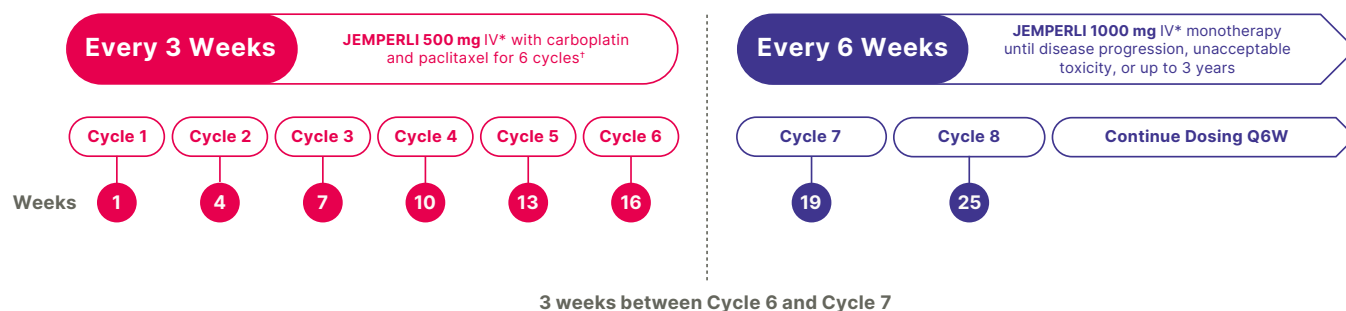 Every 3 Weeks
JEMPERLI 500 mg IV* with carboplatin
and paclitaxel for 6 cycles†
Every 6 Weeks
JEMPERLI 1000 mg IV* monotherapy
until disease progression, unacceptable
toxicity, or up to 3 years
Cycle 1 Cycle 2 Cycle 3 Cycle 4 Cycle 5 Cycle 6
Cycle 7 Cycle 8 Continue Dosing Q6W
Weeks 1 4 7 10 13 16
19 25
3 weeks between Cycle 6 and Cycle 7